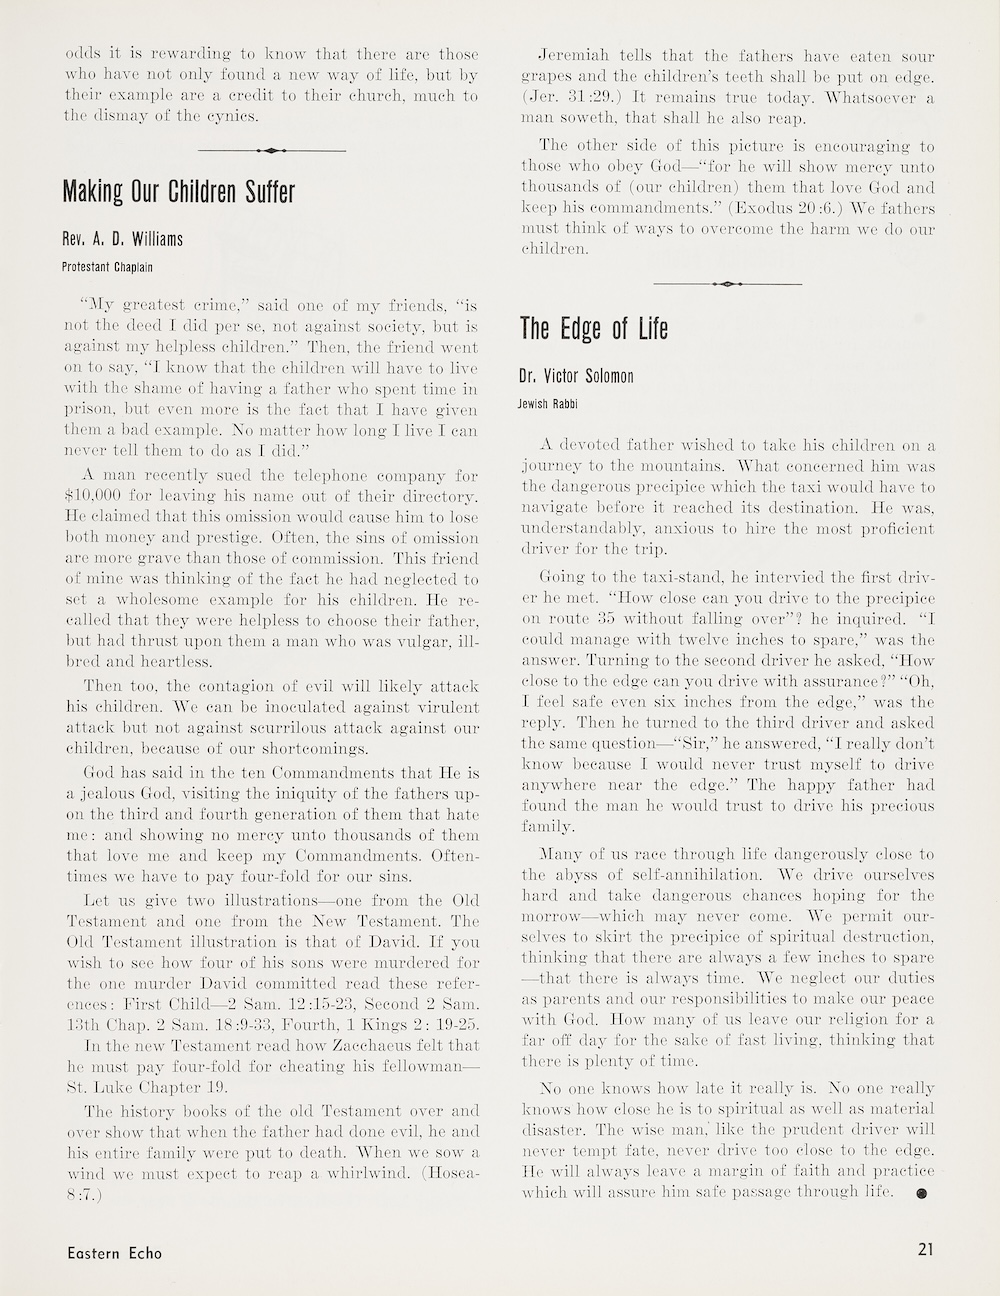 odds it is rewarding to know that there are those
who have not only found a new way of life, but by
their example are a credit to their church, much to
the dismay of the cynics.
Making Our Children Suffer
Rev. A. D. Williams
Protestant Chaplain
“My greatest crime,” said one of my friends, “is
not the deed I did per se, not against society, but is
against my helpless children.” Then, the friend went
on to say, “I know that the children will have to live
with the shame of having a father who spent time in
prison, but even more is the fact that I have given
them a bad example. No matter how long I live I can
never tell them to do as I did.”
A man recently sued the telephone company for
$10,000 for leaving his name out of their directory.
He claimed that this omission would cause him to lose
both money and prestige. Often, the sins of omission
are more grave than those of commission. This friend
of mine was thinking of the fact he had neglected to
set a wholesome example for his children. He re-
called that they were helpless to choose their father,
but had thrust upon them a man who was vulgar, ill-
bred and heartless.
Then too, the contagion of evil will likely attack
his children. We can be inoculated against virulent
attack but not against scurrilous attack against our
children, because of our shortcomings.
God has said in the ten Commandments that He is
a jealous God, visiting the iniquity of the fathers up-
on the third and fourth generation of them that hate
me: and showing no mercy unto thousands of them
that love me and keep my Commandments. Often-
times we have to pay four-fold for our sins.
Let us give two illustrations—one from the Old
Testament and one from the New Testament. The
Old Testament illustration is that of David. If you
wish to see how four of his sons were murdered for
the one murder David committed read these refer-
ences: First Child—2 Sam. 12:15-23, Second 2 Sam.
13th Chap. 2 Sam. 18:9-33, Fourth, 1 Kings 2: 19-25.
In the new Testament read how Zacchaeus felt that
he must pay four-fold for cheating his fellowman—
St. Luke Chapter 19.
The history books of the old Testament over and
over show that when the father had done evil, he and
his entire family were put to death. When we sow a
wind we must expect to reap a whirlwind. (Hosea-
8:7.)
Jeremiah tells that the fathers have eaten sour
grapes and the children’s teeth shall be put on edge.
(Jer. 31:29.) It remains true today. Whatsoever a
man soweth, that shall he also reap.
The other side of this picture is encouraging to
those who obey God—“for he will show mercy unto
thousands of (our children) them that love God and
keep his commandments.” (Exodus 20:6.) We fathers
must think of ways to overcome the harm we do our
children.
The Edge of Life
Dr. Victor Solomon
Jewish Rabbi
A devoted father wished to take his children on a
journey to the mountains. What concerned him was
the dangerous precipice which the taxi would have to
navigate before it reached its destination. He was,
understandably, anxious to hire the most proficient
driver for the trip.
Going to the taxi-stand, he intervied the first driv-
er he met. “How close can you drive to the precipice
on route 35 without falling over”? he inquired. “I
could manage with twelve inches to spare,” was the
answer. Turning to the second driver he asked, “How
close to the edge can you drive with assurance?” “Oh,
I feel safe even six inches from the edge,” was the
reply. Then he turned to the third driver and asked
the same question—“Sir,” he answered, “I really don’t
know because I would never trust myself to drive
anywhere near the edge.” The happy father had
found the man he would trust to drive his precious
family.
Many of us race through life dangerously close to
the abyss of self-annihilation. We drive ourselves
hard and take dangerous chances hoping for the
morrow—which may never come. We permit our-
selves to skirt the precipice of spiritual destruction,
thinking that there are always a few inches to spare
—that there is always time. We neglect our duties
as parents and our responsibilities to make our peace
with God. How many of us leave our religion for a
far off day for the sake of fast living, thinking that
there is plenty of time.
No one knows how late it really is. No one really
knows how close he is to spiritual as well as material
disaster. The wise man, like the prudent driver will
never tempt fate, never drive too close to the edge.
He will always leave a margin of faith and practice
which will assure him safe passage through life.
Eastern Echo
21